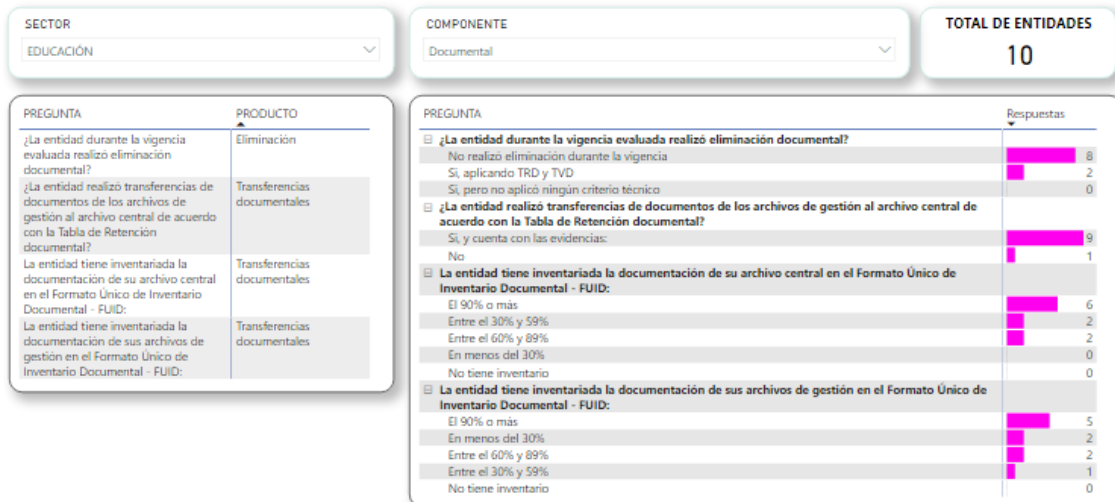 SECTOR
EDUCACIÓN
COMPONENTE
Documental
TOTAL DE ENTIDADES
10
PREGUNTA PRODUCTO
¿La entidad durante la vigencia Eliminación
evaluada realizó eliminación
documental?
¿La entidad realizó transferencias de Transferencias
documentos de los archivos de documentales
gestión al archivo central de acuerdo
con la Tabla de Retención
documental?
La entidad tiene inventariada la Transferencias
documentación de su archivo central documentales
en el Formato Único de Inventario
Documental - FUID:
La entidad tiene inventariada la Transferencias
documentación de sus archivos de documentales
gestión en el Formato Único de
Inventario Documental - FUID:
PREGUNTA Respuestas
¿La entidad durante la vigencia evaluada realizó eliminación documental?
No realizó eliminación durante la vigencia 8
Si, aplicando TRD y TVD 2
Si, pero no aplicó ningún criterio técnico 0
¿La entidad realizó transferencias de documentos de los archivos de gestión al archivo central de
acuerdo con la Tabla de Retención documental?
Si, y cuenta con las evidencias: 9
No 1
La entidad tiene inventariada la documentación de su archivo central en el Formato Único de
Inventario Documental - FUID:
El 90% o más 6
Entre el 30% y 59% 2
Entre el 60% y 89% 2
En menos del 30% 0
No tiene inventario 0
La entidad tiene inventariada la documentación de sus archivos de gestión en el Formato Único de
Inventario Documental - FUID:
El 90% o más 5
En menos del 30% 2
Entre el 60% y 89% 2
Entre el 30% y 59% 1
No tiene inventario 0